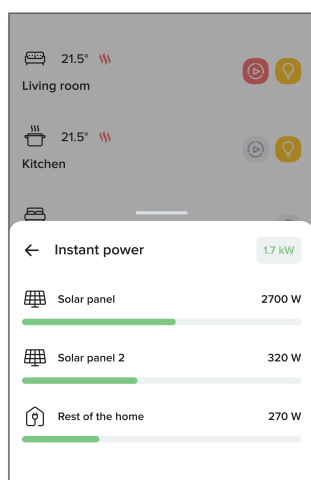 21.5°
Living room
21.5°
Kitchen
Instant power 1.7 kW
Solar panel 2700 W
Solar panel 2 320 W
Rest of the home 270 W